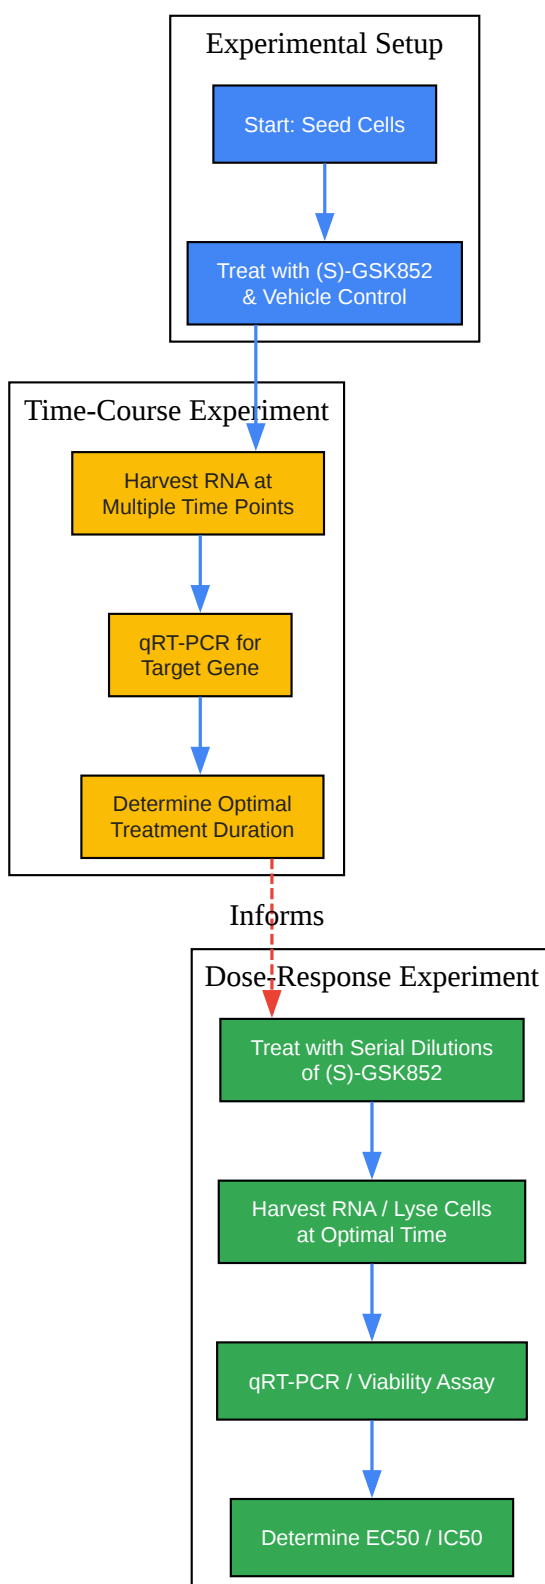 Experimental Setup
Start: Seed Cells
Treat with (S)-GSK852
& Vehicle Control
Time-Course Experiment
Harvest RNA at
Multiple Time Points
qRT-PCR for
Target Gene
Determine Optimal
Treatment Duration
Informs
Dose-Response Experiment
Treat with Serial Dilutions
of (S)-GSK852
Harvest RNA / Lyse Cells
at Optimal Time
qRT-PCR / Viability Assay
Determine EC50 / IC50